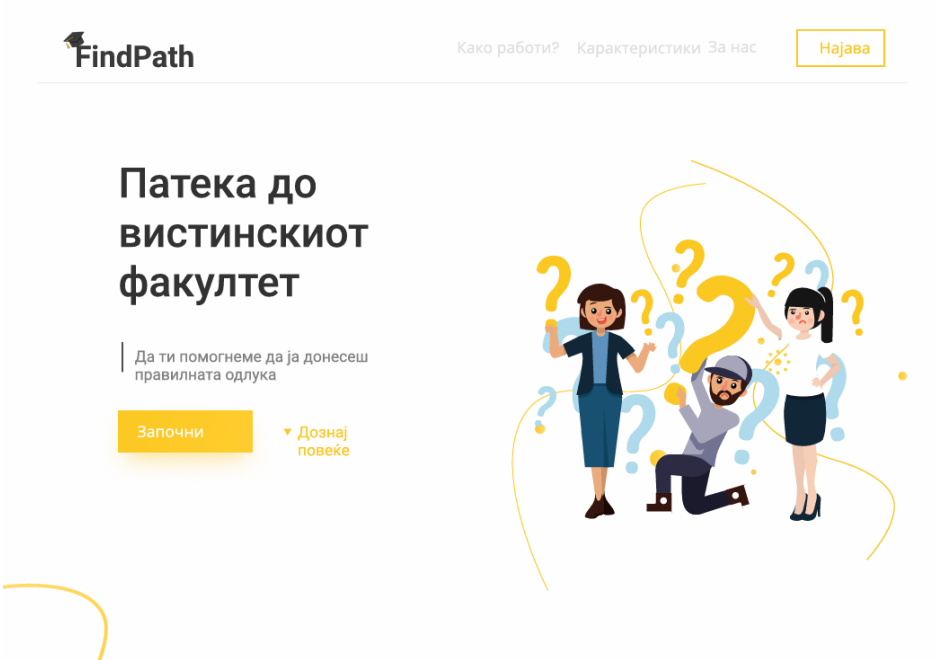 FindPath
Како работи? Карактеристики За нас Најава
Патека до
вистинскиот
факултет
Да ти помогнеме да ја донесеш
правилната одлука
Започни
Дознај
повеќе